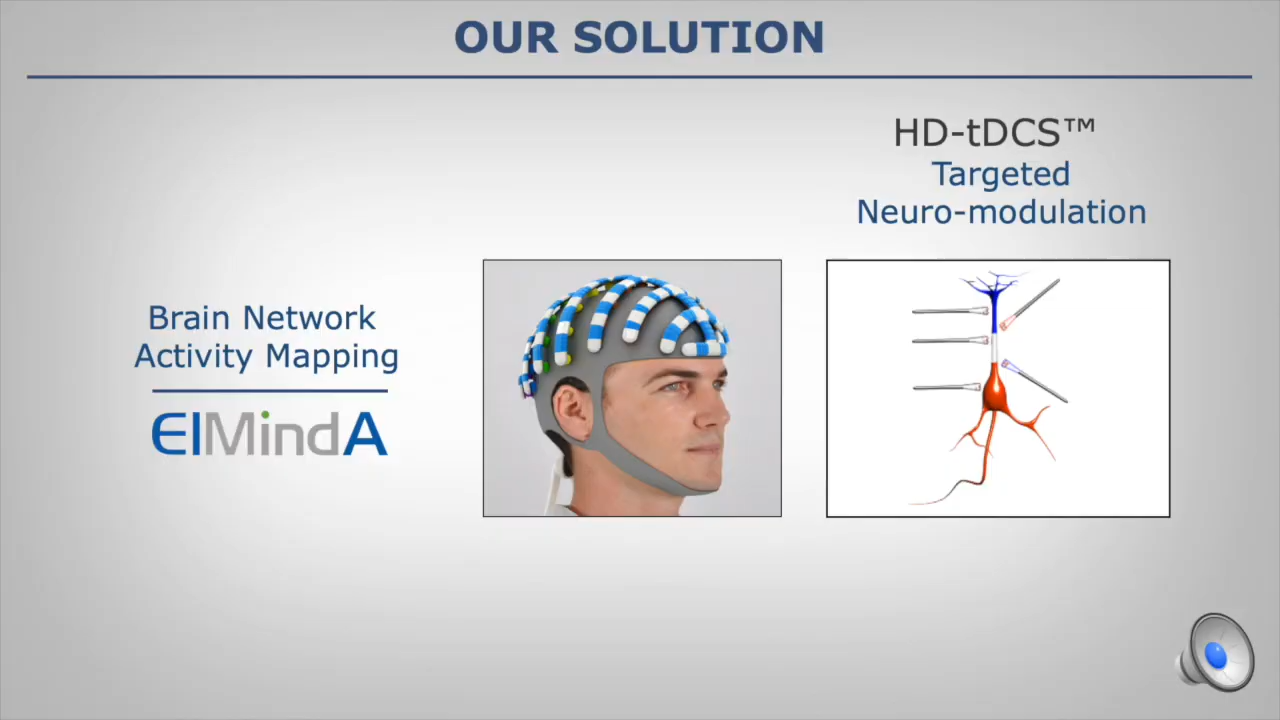 OUR SOLUTION
HD-tDCS™
Targeted
Neuro-modulation
Brain Network
Activity Mapping
ElMindA